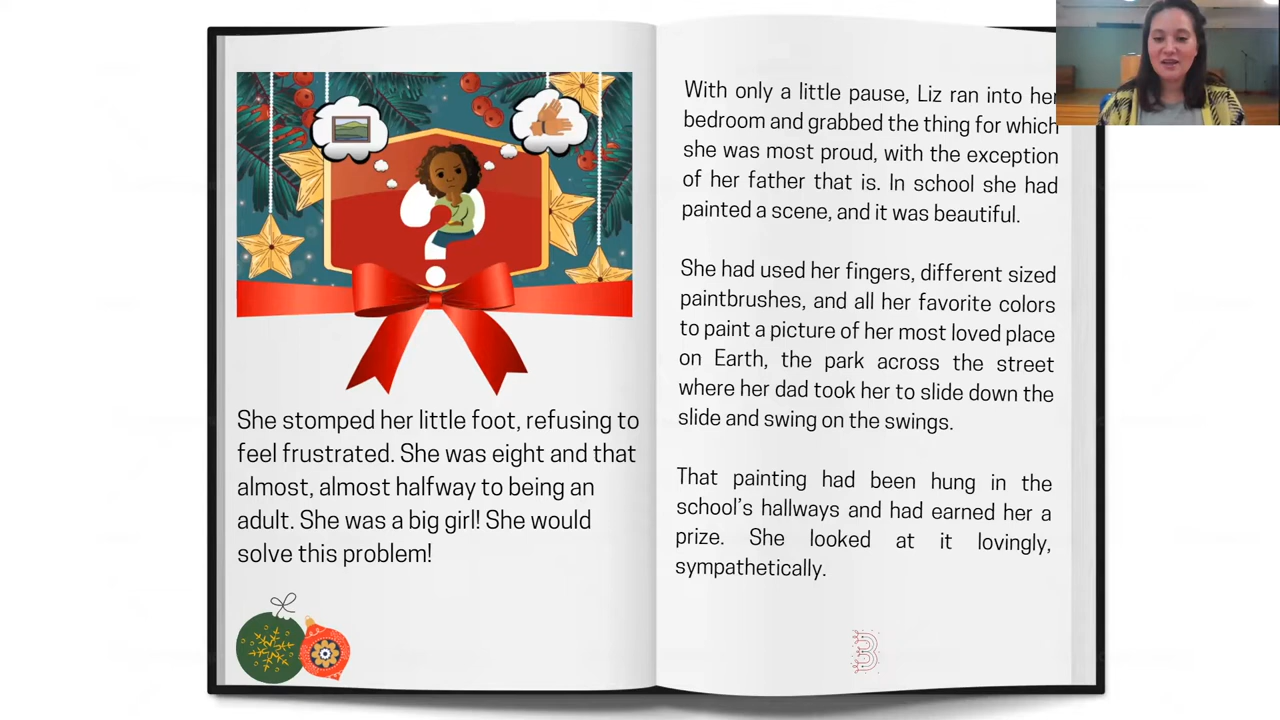 ?
She stomped her little foot, refusing to
feel frustrated. She was eight and that
almost, almost halfway to being an
adult. She was a big girl! She would
solve this problem!
With only a little pause, Liz ran into her
bedroom and grabbed the thing for which
she was most proud, with the exception
of her father that is. In school she had
painted a scene, and it was beautiful.
She had used her fingers, different sized
paintbrushes, and all her favorite colors
to paint a picture of her most loved place
on Earth, the park across the street
where her dad took her to slide down the
slide and swing on the swings.
That painting had been hung in the
school's hallways and had earned her a
prize. She looked at it lovingly,
sympathetically.
B